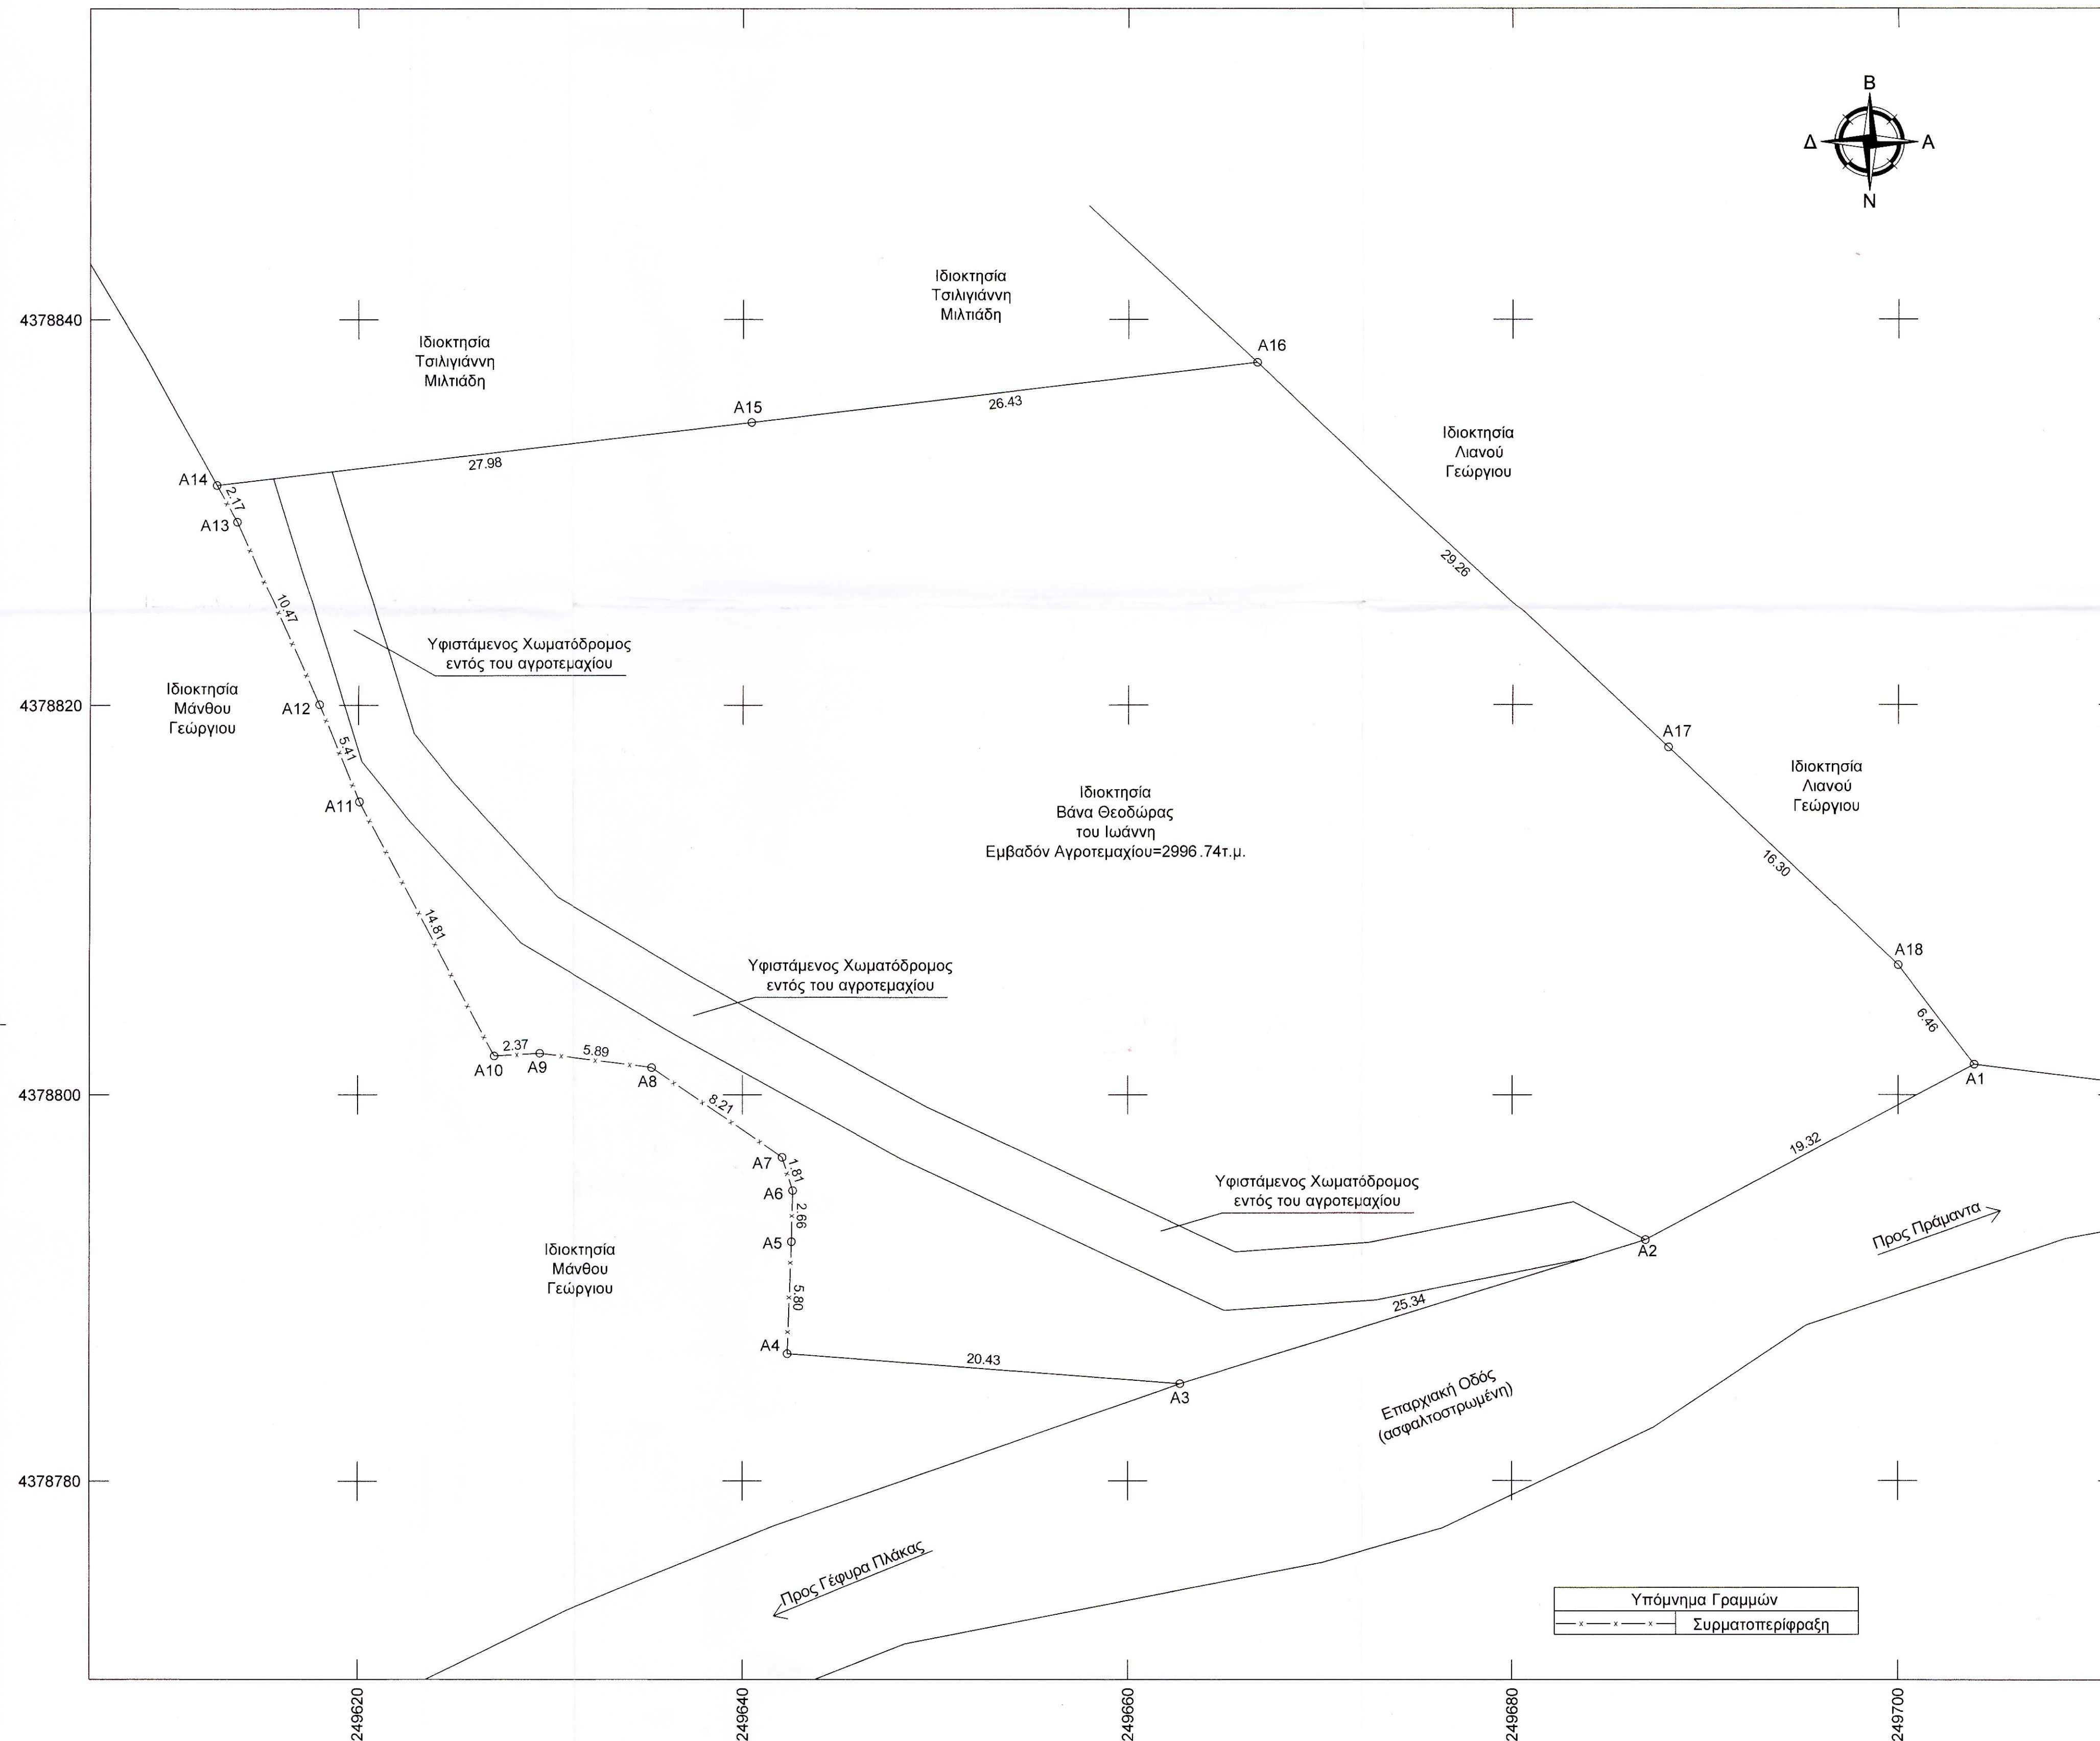 Β
Δ
Α
Ν
Ιδιοκτησία
Τσιλιγιάννη
Μιλτιάδη
4378840
Ιδιοκτησία
Τσιλιγιάννη
Μιλτιάδη
A16
A15
26.43
Ιδιοκτησία
Λιανού
Γεώργιου
27.98
A14
2.17
A13
29.26
10.47
Υφιστάμενος Χωματόδρομος
εντός του αγροτεμαχίου
Ιδιοκτησία
Μάνθου
Γεώργιου
4378820
A12
5.41
A11
A17
Ιδιοκτησία
Λιανού
Γεώργιου
Ιδιοκτησία
Βάνα Θεοδώρας
του Ιωάννη
Εμβαδόν Αγροτεμαχίου=2996.74τ.μ.
16.30
14.81
A18
Υφιστάμενος Χωματόδρομος
εντός του αγροτεμαχίου
6.46
2.37
5.89
A10
A9
A8
A1
4378800
8.21
19.32
A7
1.81
A6
2.66
A5
Υφιστάμενος Χωματόδρομος
εντός του αγροτεμαχίου
A2
Προς Πράμαντα
Ιδιοκτησία
Μάνθου
Γεώργιου
5.80
25.34
A4
20.43
A3
Επαρχιακή Οδός
(ασφαλτοστρωμένη)
4378780
Προς Γέφυρα Πλάκας
Υπόμνημα Γραμμών
Συρματοπερίφραξη
249620
249640
249660
249680
249700